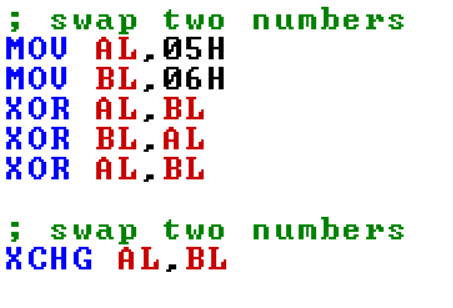 ; swap two numbers
MOV AL,05H
MOV BL,06H
XOR AL,BL
XOR BL,AL
XOR AL,BL
; swap two numbers
XCHG AL,BL